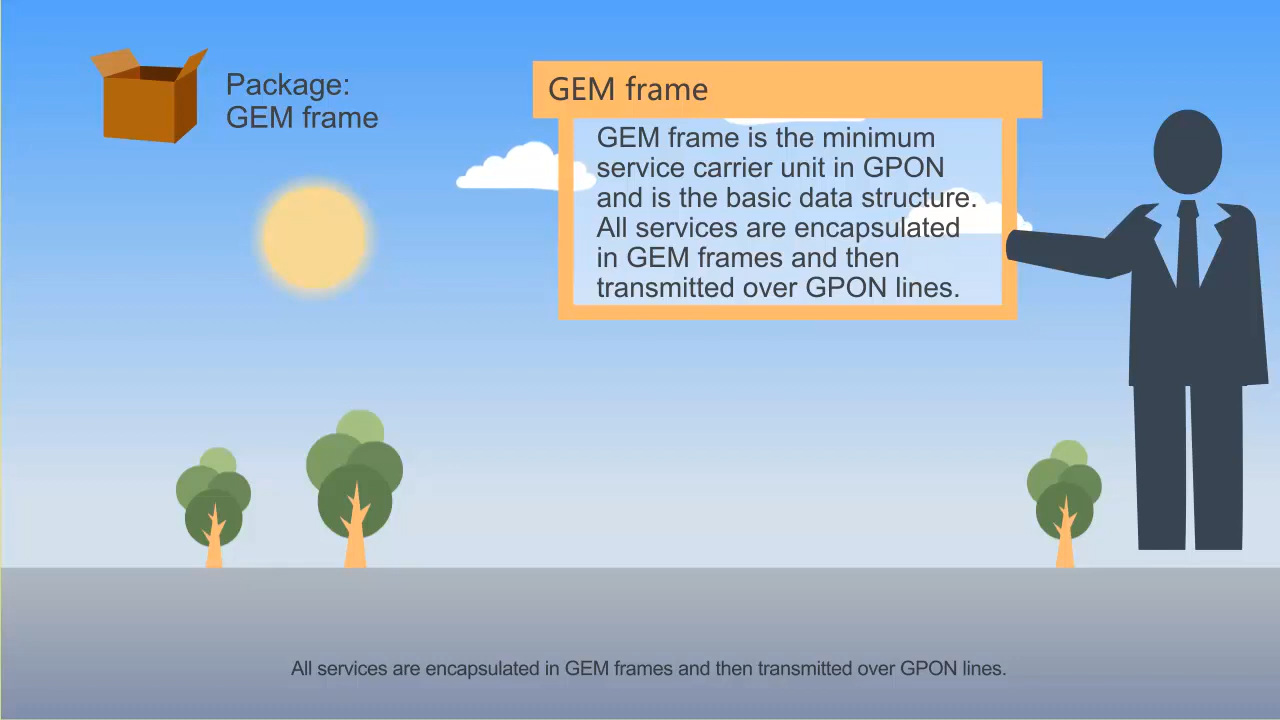 Package:
GEM frame
GEM frame
GEM frame is the minimum
service carrier unit in GPON
and is the basic data structure.
All services are encapsulated
in GEM frames and then
transmitted over GPON lines.
All services are encapsulated in GEM frames and then transmitted over GPON lines.